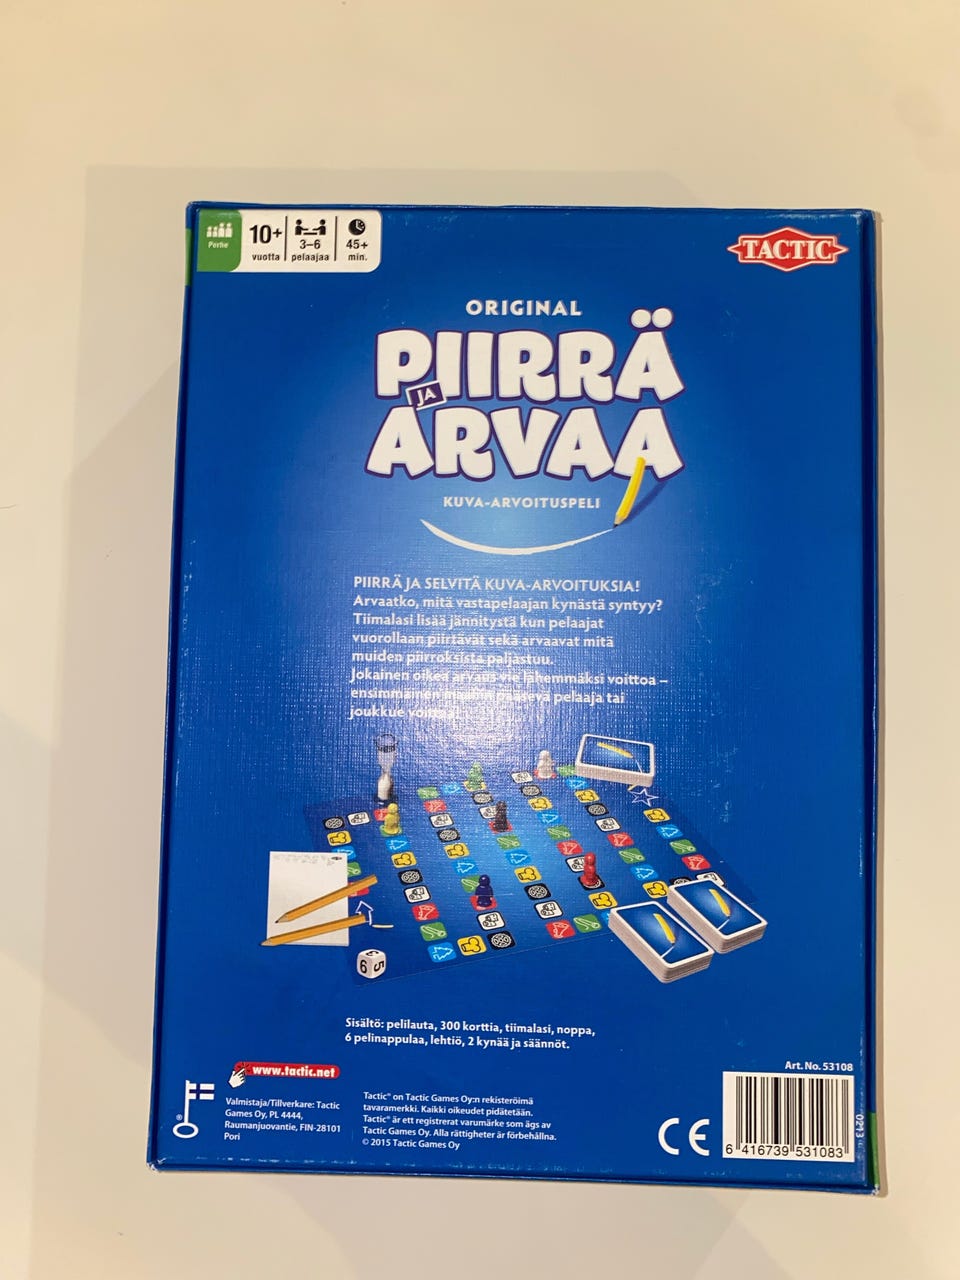 Perhe
10+
vuotta
3–6
pelaajaa
45+
min.
TACTIC
ORIGINAL
PIIRRÄ
JA
ARVAA
KUVA-ARVOITUSPELI
PIIRRÄ JA SELVITÄ KUVA-ARVOITUKSIA!
Arvaatko, mitä vastapelaajan kynästä syntyy?
Tiimalasi lisää jännitystä kun pelaajat
vuorollaan piirtävät sekä arvaavat mitä
muiden piirroksista paljastuu.
Jokainen oikea arvaus vie lähemmäksi voittoa –
ensimmäinen pelaaja tai
joukkue
6
5
Sisältö: pelilauta, 300 korttia, tiimalasi, noppa,
6 pelinappulaa, lehtiö, 2 kynää ja säännöt.
www.tactic.net
Valmistaja/Tillverkare: Tactic
Games Oy, PL 4444,
Raumanjuovantie, FIN-28101
Pori
Tactic® on Tactic Games Oy:n rekisteröimä
tavaramerkki. Kaikki oikeudet pidätetään.
Tactic® är ett registrerat varumärke som ägs av
Tactic Games Oy. Alla rättigheter är förbehållna.
© 2015 Tactic Games Oy
CE
Art. No. 53108
0213
6 416739 531083